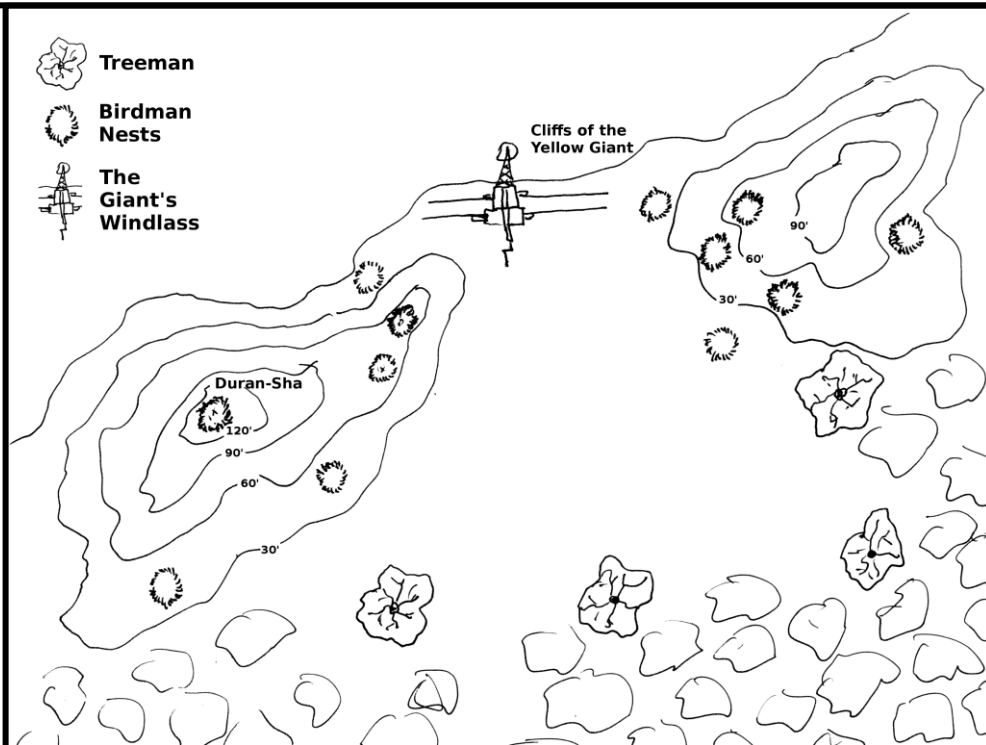 Treeman
Birdman
Nests
The
Giant's
Windlass
Cliffs of the
Yellow Giant
90'
60'
30'
Duran-Sha
120'
90'
60'
30'